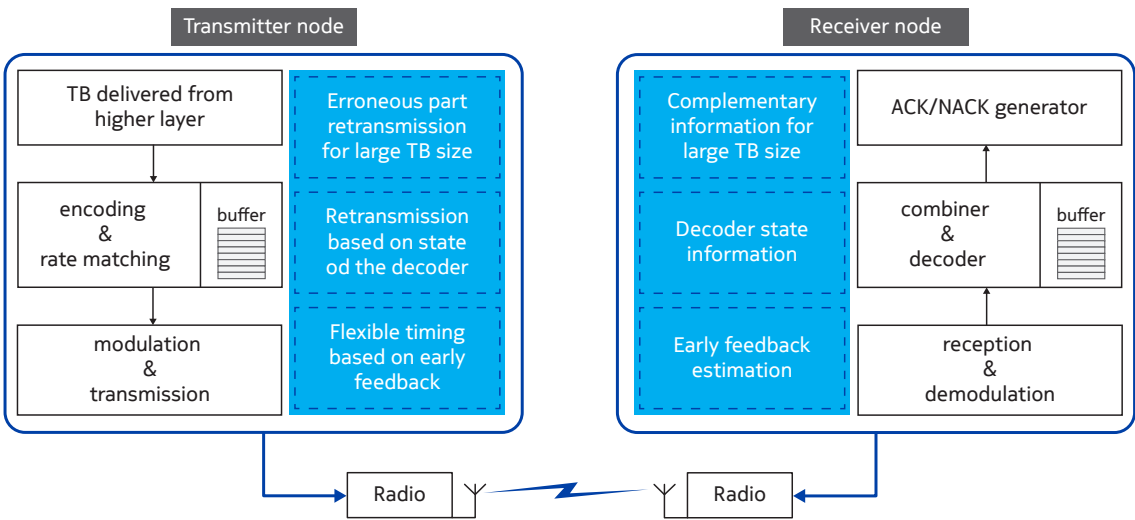 Transmitter node
TB delivered from
higher layer
encoding
&
rate matching
buffer
modulation
&
transmission
Erroneous part
retransmission
for large TB size
Retransmission
based on state
od the decoder
Flexible timing
based on early
feedback
Receiver node
Complementary
information for
large TB size
Decoder state
information
Early feedback
estimation
ACK/NACK generator
combiner
&
decoder
buffer
reception
&
demodulation
Radio
Radio